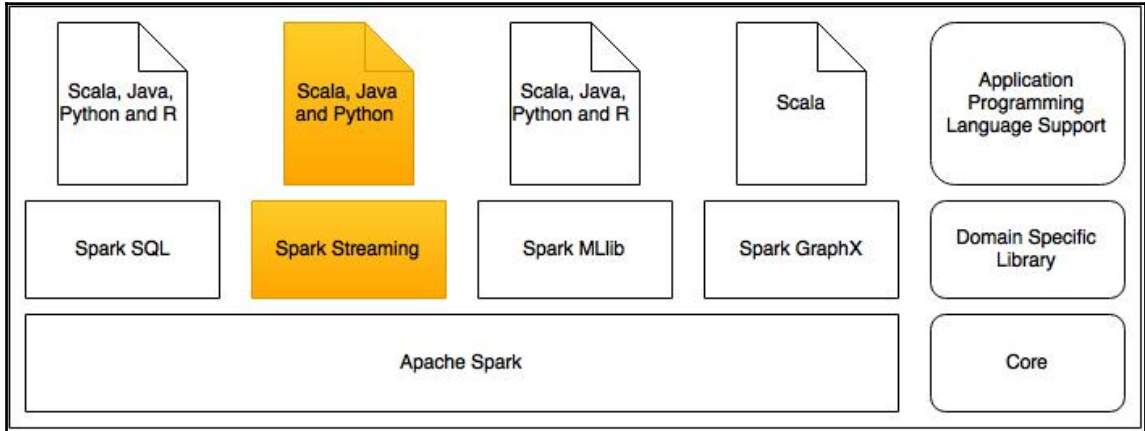 Scala, Java,
Python and R
Scala, Java
and Python
Scala, Java,
Python and R
Scala
Application
Programming
Language Support
Spark SQL
Spark Streaming
Spark MLlib
Spark GraphX
Domain Specific
Library
Apache Spark
Core